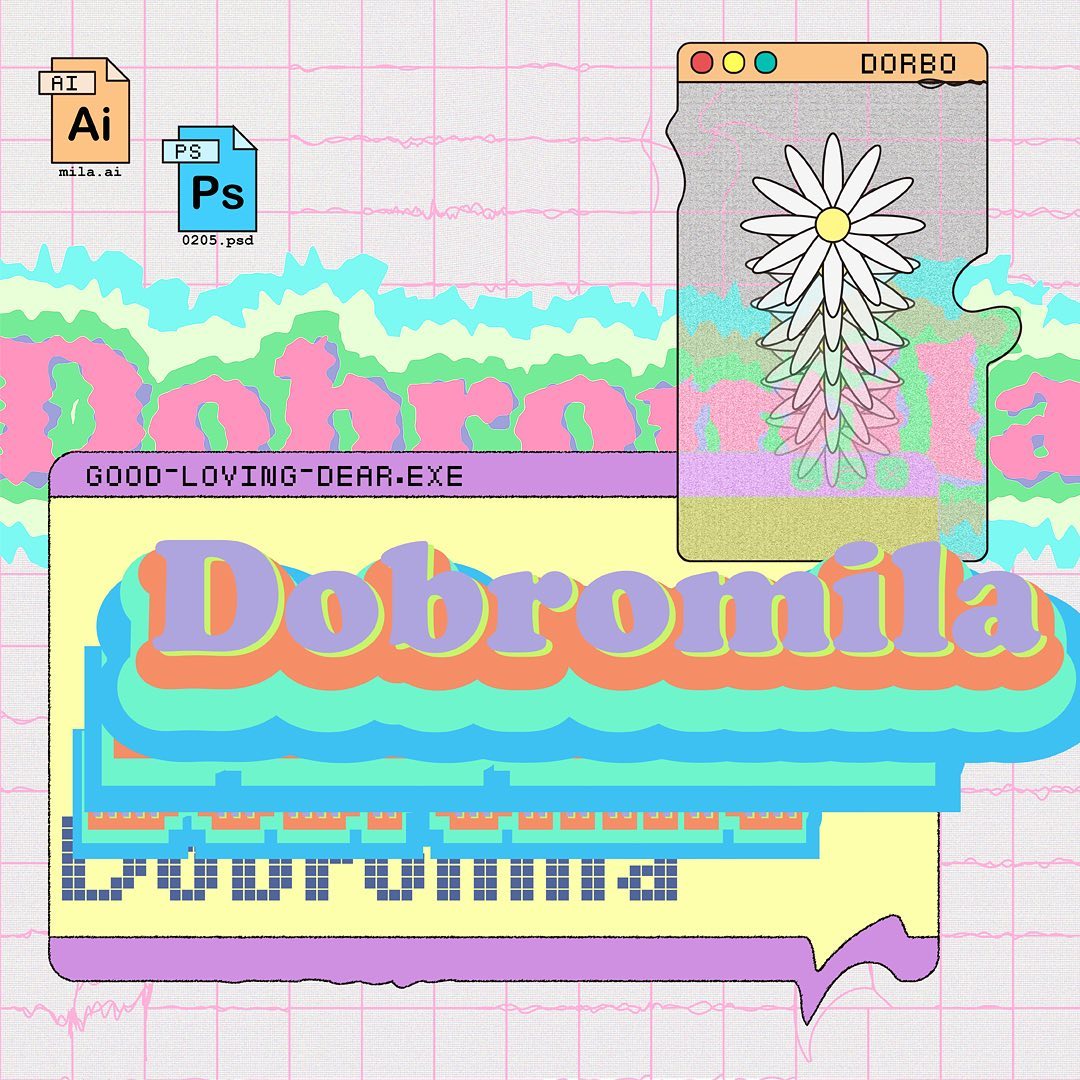 AI
Ai
mila.ai
PS
Ps
0205.psd
DORBO
Dobromila
GOOD-LOVING-DEAR.EXE
Dobromila
Dobromila